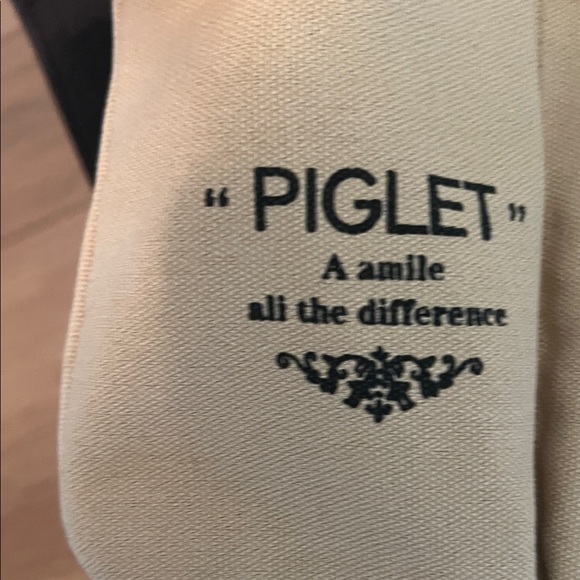 “ PIGLET ”
A amile
ali the difference